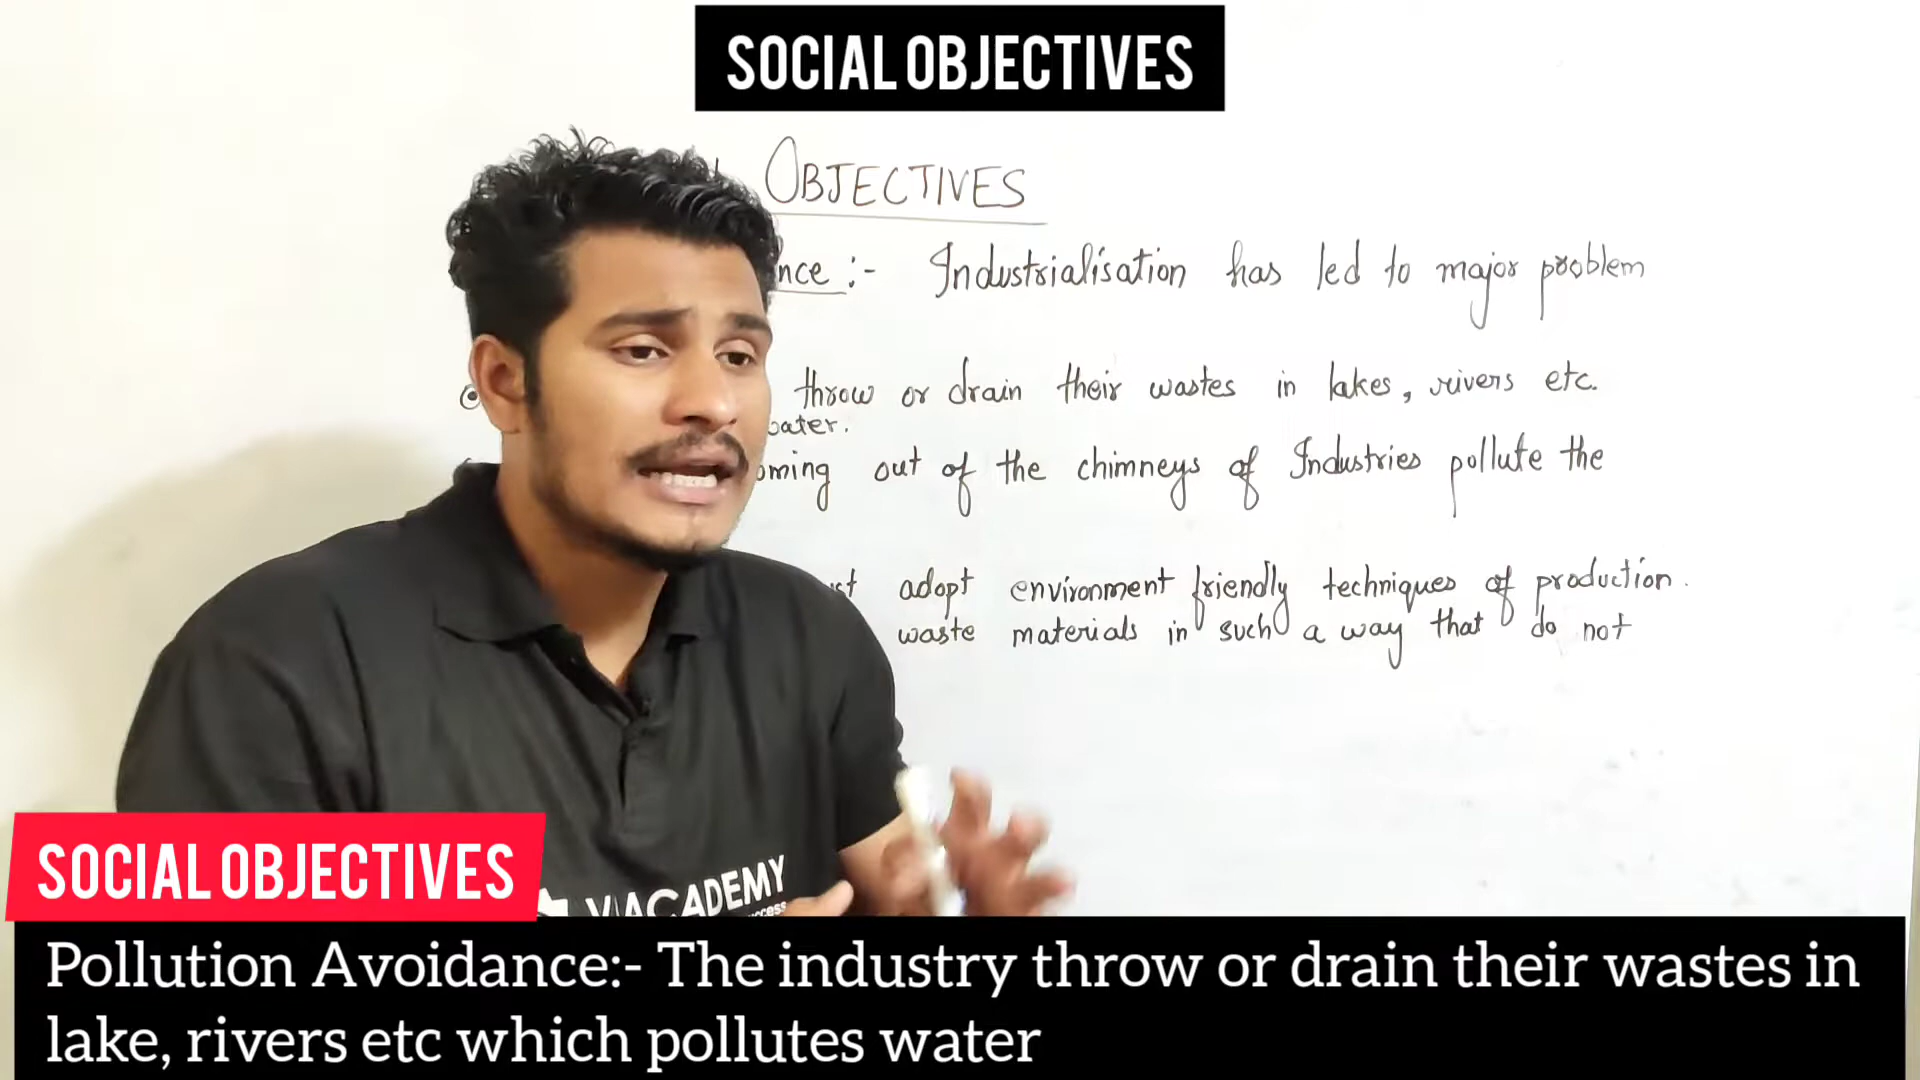 SOCIAL OBJECTIVES
OBJECTIVES
nce :- Industrialisation has led to major problem
throw or drain their wastes in lakes, rivers etc.
water.
oming out of the chimneys of Industries pollute the
adopt environment friendly techniques of production.
waste materials in such a way that do not
ACADEMY
SOCIAL OBJECTIVES
Pollution Avoidance:- The industry throw or drain their wastes in
lake, rivers etc which pollutes water